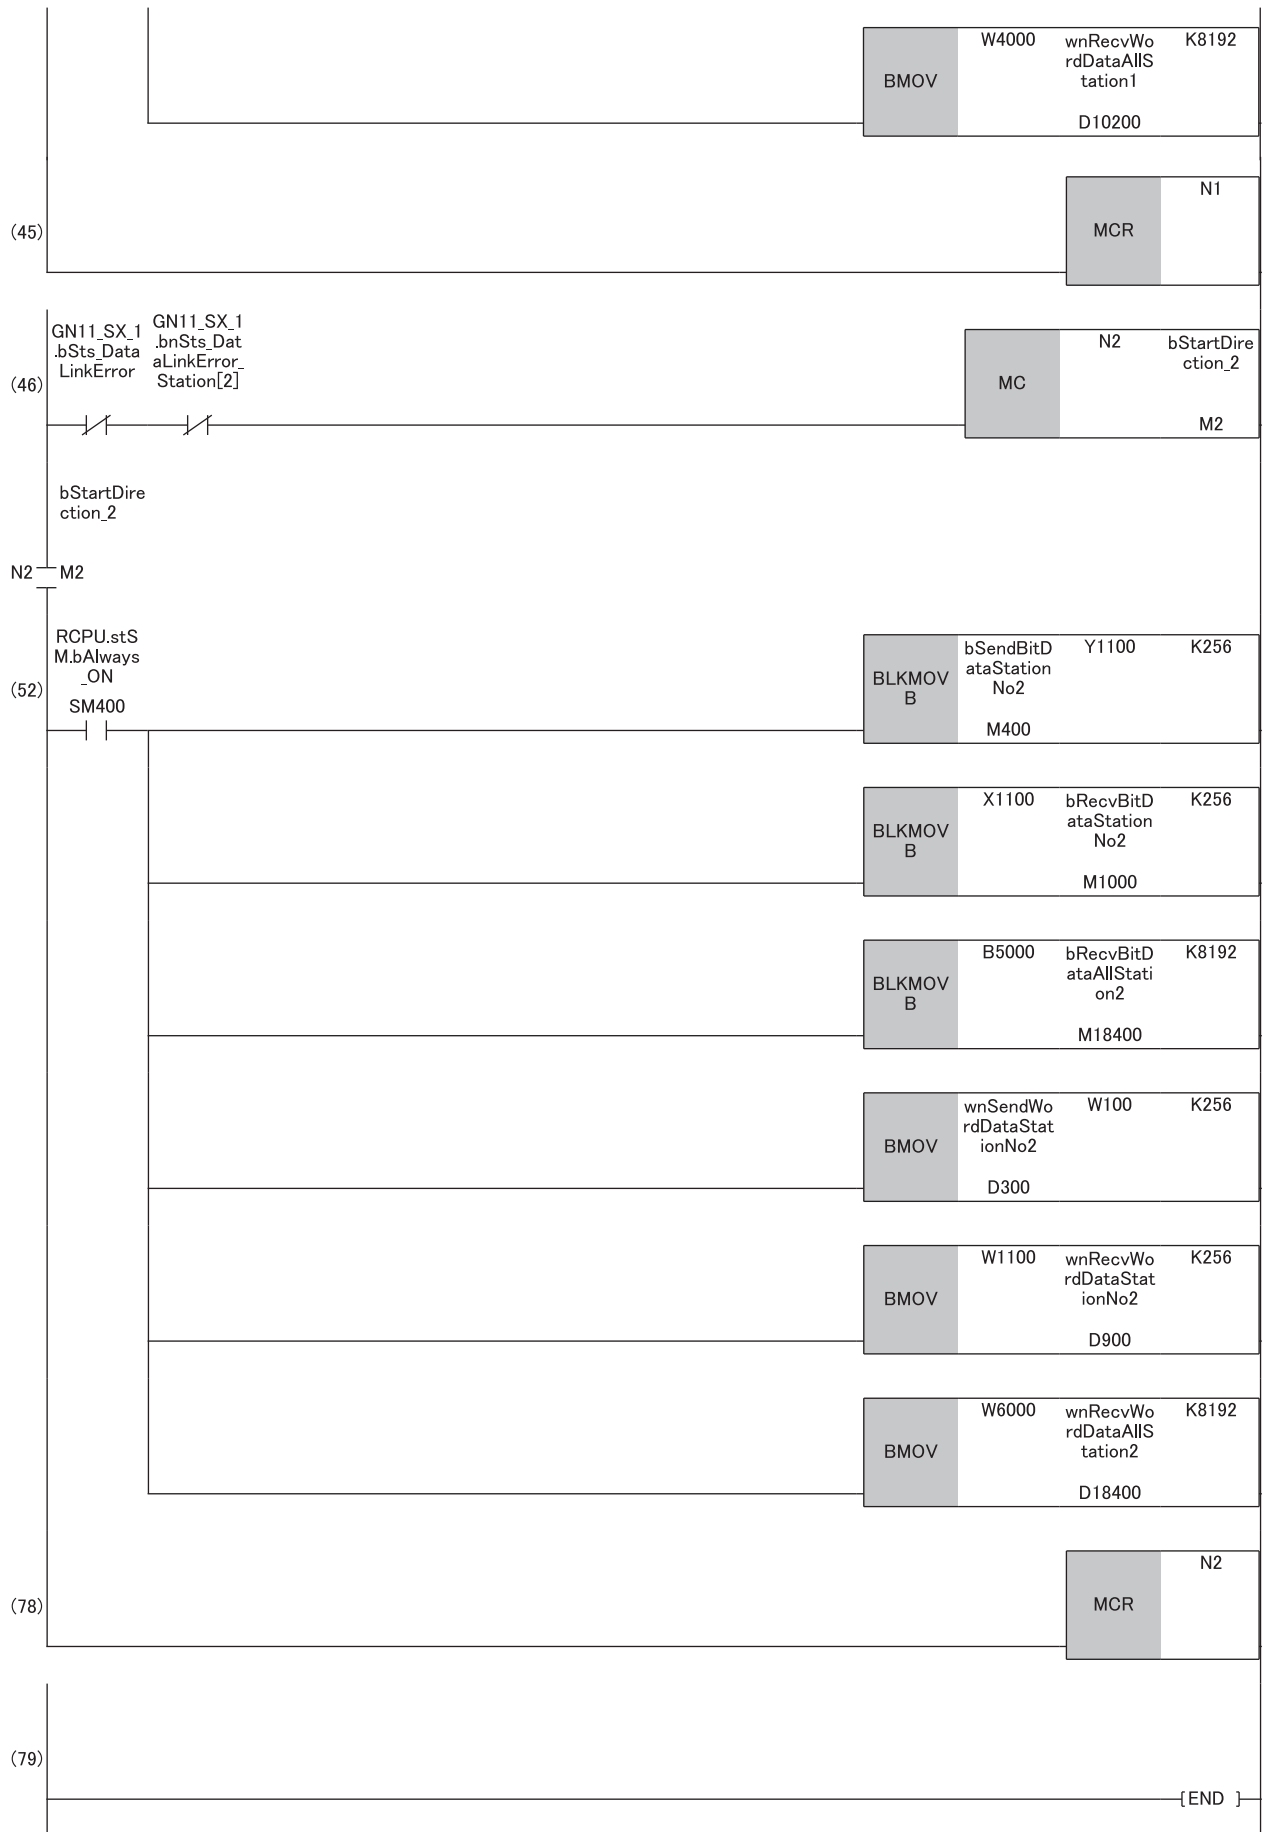 W4000 wnRecvWo K8192
rdDataAllS
BMOV tation1
D10200
N1
(45) MCR
GN11_SX_1 GN11_SX_1
.bSts_Data .bnSts_Dat
LinkError aLinkError_
Station[2]
N2 bStartDire
ction_2
(46) MC
M2
bStartDire
ction_2
N2 M2
RCPU.stS
M.bAlways
_ON
(52) SM400
bSendBitD Y1100 K256
ataStation
BLKMOV No2
B
M400
X1100 bRecvBitD K256
ataStation
BLKMOV No2
B
M1000
B5000 bRecvBitD K8192
ataAllStati
BLKMOV on2
B
M18400
wnSendWo W100 K256
rdDataStat
BMOV ionNo2
D300
W1100 wnRecvWo K256
rdDataStat
BMOV ionNo2
D900
W6000 wnRecvWo K8192
rdDataAllS
BMOV tation2
D18400
N2
(78) MCR
(79)
[END ]